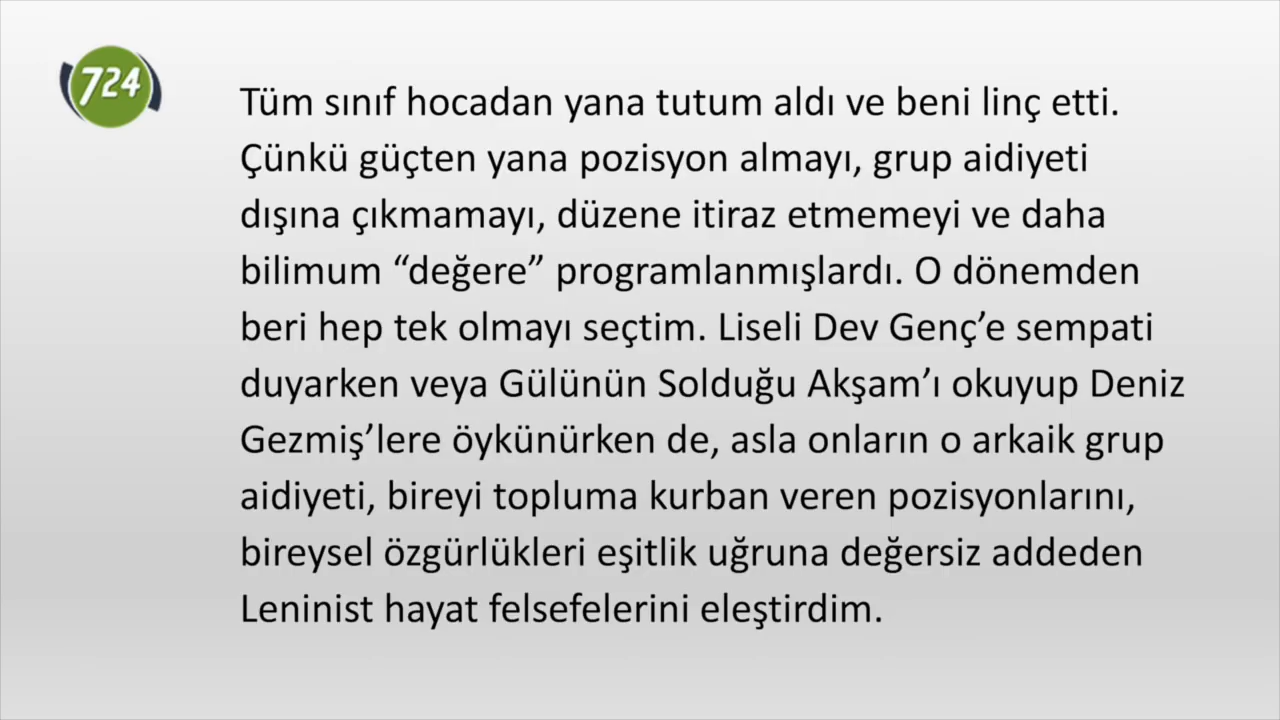 724
Tüm sınıf hocadan yana tutum aldı ve beni linç etti.
Çünkü güçten yana pozisyon almayı, grup aidiyeti
dışına çıkmamayı, düzene itiraz etmemeyi ve daha
bilimum “değere” programlanmışlardı. O dönemden
beri hep tek olmayı seçtim. Liseli Dev Genç’e sempati
duyarken veya Gülünün Solduğu Akşam’ı okuyup Deniz
Gezmiş’lere öykünürken de, asla onların o arkaik grup
aidiyeti, bireyi topluma kurban veren pozisyonlarını,
bireysel özgürlükleri eşitlik uğruna değersiz addeden
Leninist hayat felsefelerini eleştirdim.